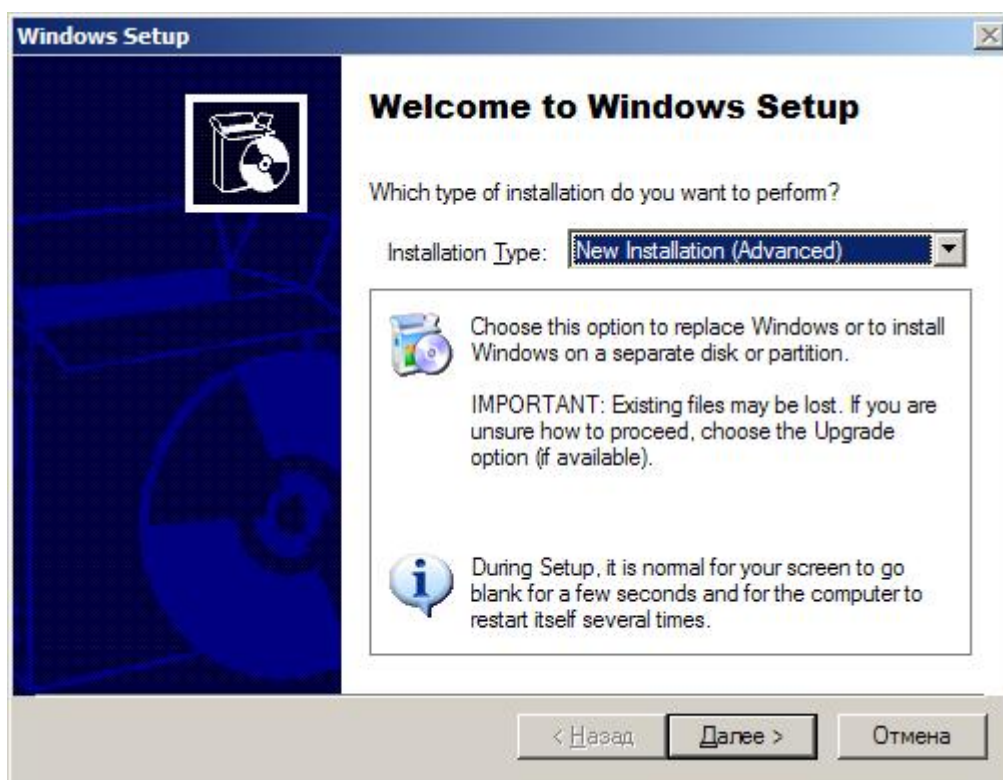 Windows Setup
Welcome to Windows Setup
Which type of installation do you want to perform?
Installation Type: New Installation (Advanced)
Choose this option to replace Windows or to install
Windows on a separate disk or partition.
IMPORTANT: Existing files may be lost. If you are
unsure how to proceed, choose the Upgrade
option (if available).
During Setup, it is normal for your screen to go
blank for a few seconds and for the computer to
restart itself several times.
< Назад Далее > Отмена